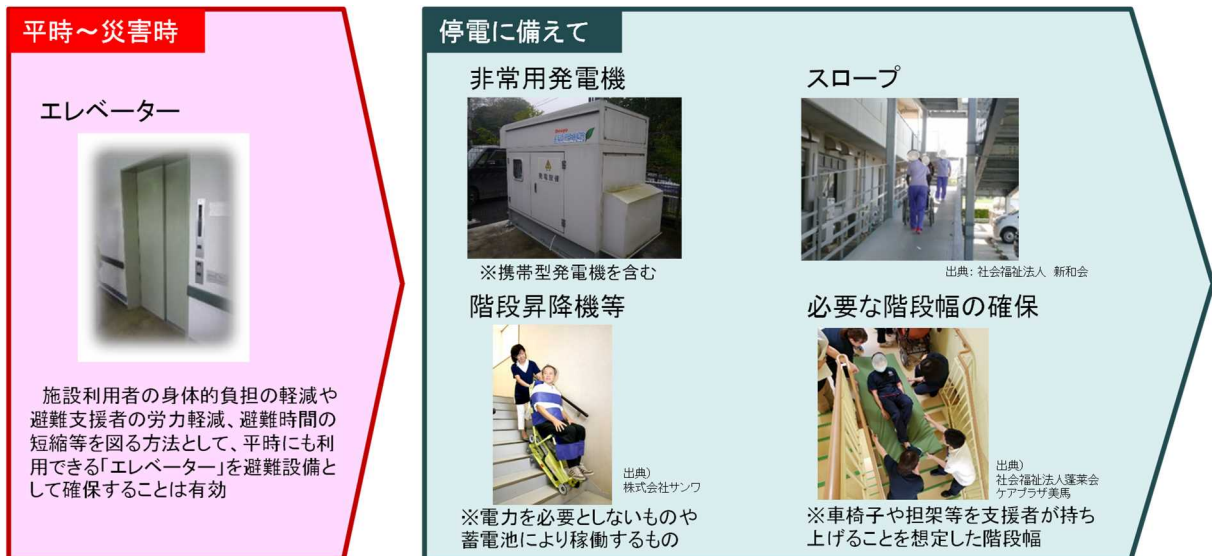 平時～災害時
エレベーター
施設利用者の身体的負担の軽減や
避難支援者の労力軽減、避難時間の
短縮等を図る方法として、平時にも利
用できる「エレベーター」を避難設備と
して確保することは有効
停電に備えて
非常用発電機
※携帯型発電機を含む
スロープ
出典：社会福祉法人 新和会
階段昇降機等
出典）
株式会社サンワ
※電力を必要としないものや
蓄電池により稼働するもの
必要な階段幅の確保
出典）
社会福祉法人蓬莱会
ケアプラザ美馬
※車椅子や担架等を支援者が持ち
上げることを想定した階段幅